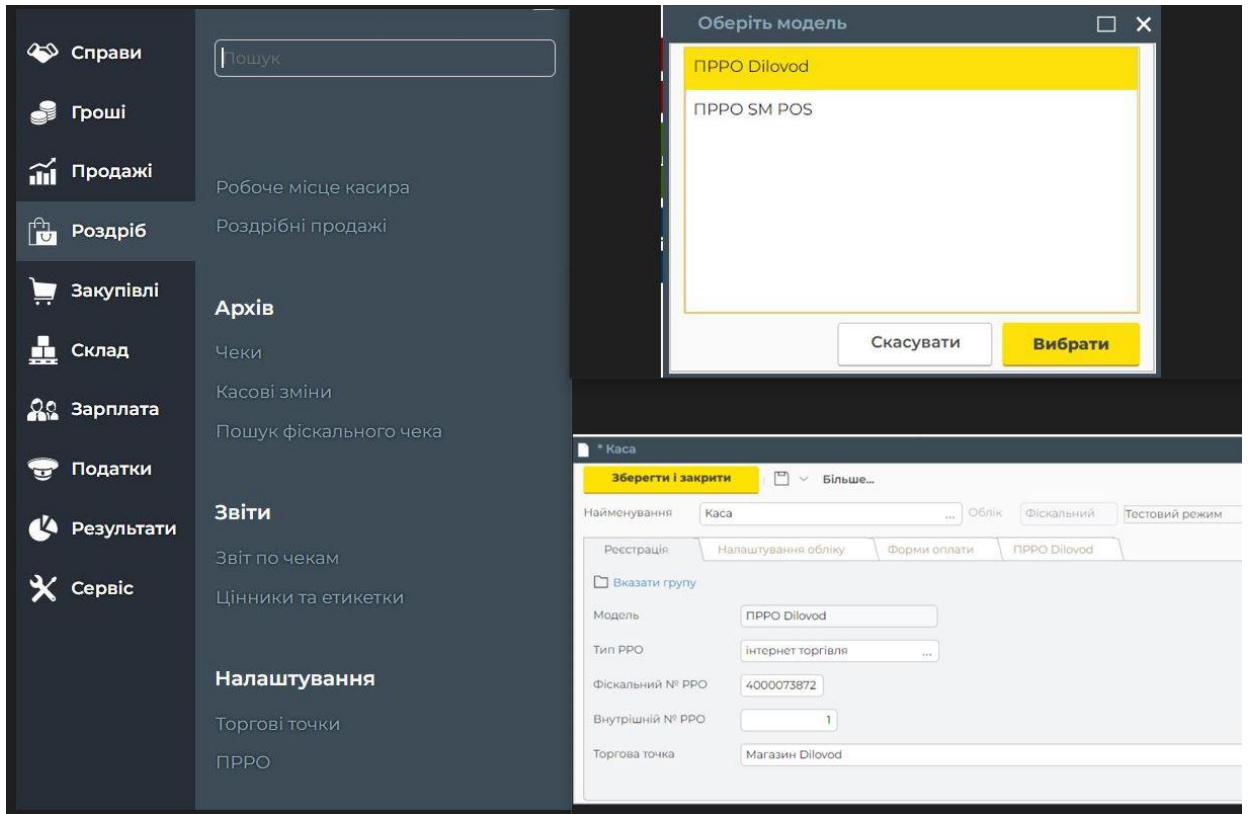 Справи
Гроші
Продажі
Роздріб
Закупівлі
Склад
Зарплата
Податки
Результати
Сервіс
Пошук
Робоче місце касира
Роздрібні продажі
Архів
Чеки
Касові зміни
Пошук фіскального чека
Звіти
Звіт по чекам
Цінники та етикетки
Налаштування
Торгові точки
ПРРО
Оберіть модель
ПРРО Dilovod
ПРРО SM POS
Скасувати Вибрати
* Каса
Зберегти і закрити Більше...
Найменування Каса ... Облік Фіскальний Тестовий режим
Реєстрація Налаштування обліку Форми оплати ПРРО Dilovod
Вказати групу
Модель ПРРО Dilovod
Тип РРО інтернет торгівля ...
Фіскальний № РРО 4000073872
Внутрішній № РРО 1
Торгова точка Магазин Dilovod